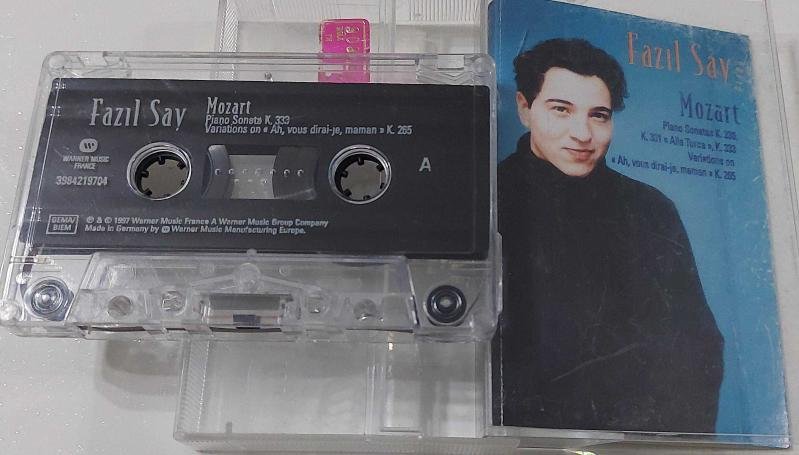 Fazıl Say
Mozart
Piano Sonata K. 333
Variations on « Ah, vous dirai-je, maman » K. 265
WARNER MUSIC
FRANCE
3984219704
A
GEMA/
BIEM
℗ & © 1997 Warner Music France A Warner Music Group Company
Made in Germany by Warner Music Manufacturing Europe.
Fazıl Say
Mozart
Piano Sonatas K. 330,
K. 331 « Alla Turca », K. 333
Variations on
« Ah, vous dirai-je, maman » K. 265